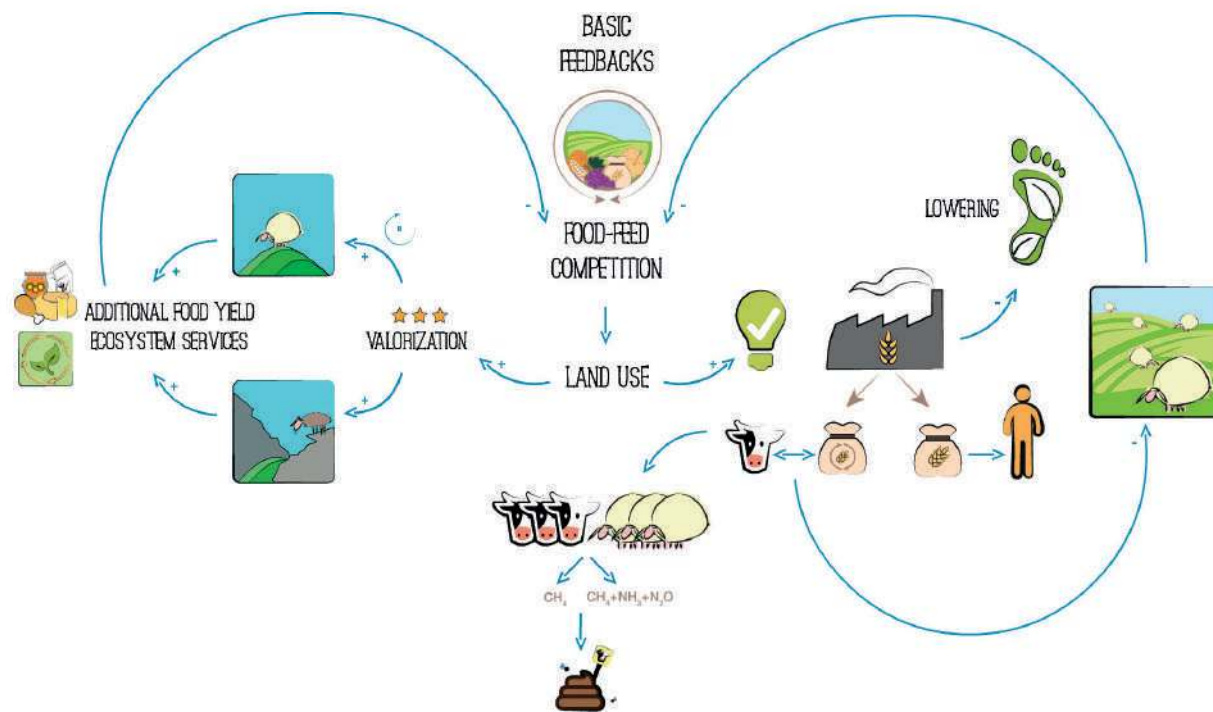 BASIC
FEEDBACKS
LOWERING
- -
FOOD-FEED
COMPETITION
+ +
-
ADDITIONAL FOOD YIELD
ECOSYSTEM SERVICES
VALORIZATION
LAND USE
+ +
+ +
-
CH₄ CH₄+NH₃+N₂O